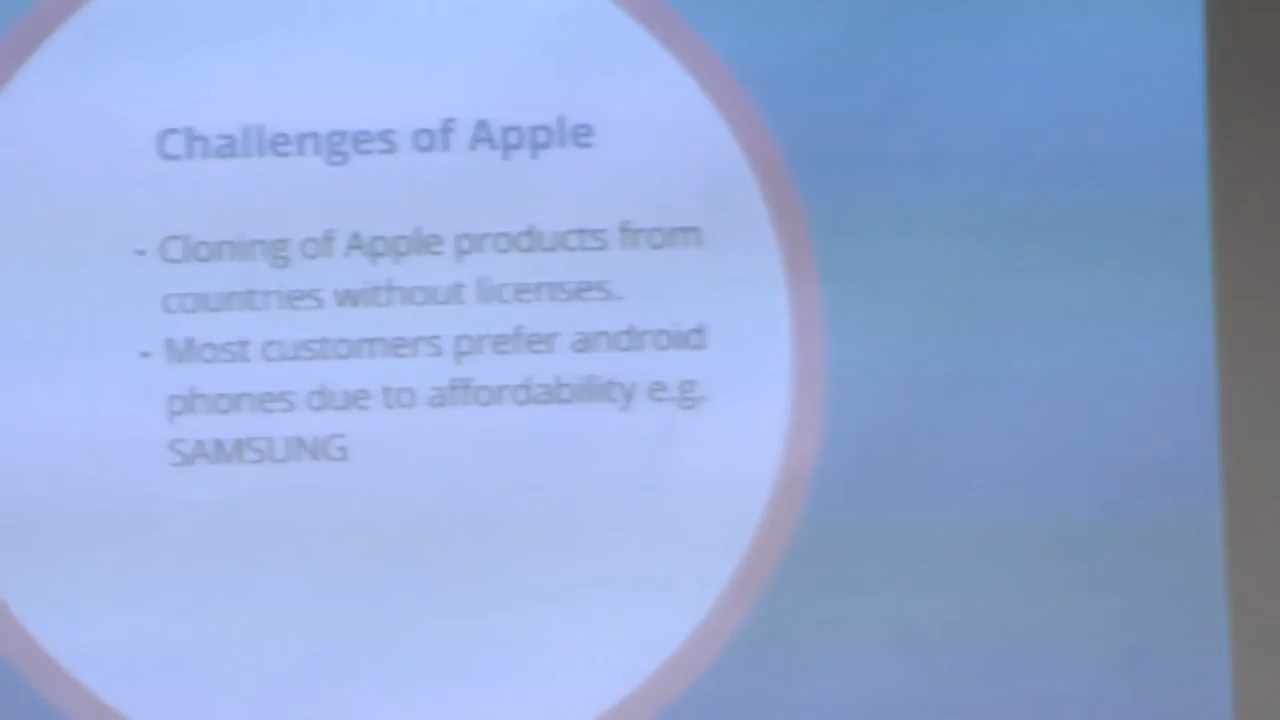 Challenges of Apple
- Cloning of Apple products from
countries without licenses.
- Most customers prefer android
phones due to affordability e.g.
SAMSUNG